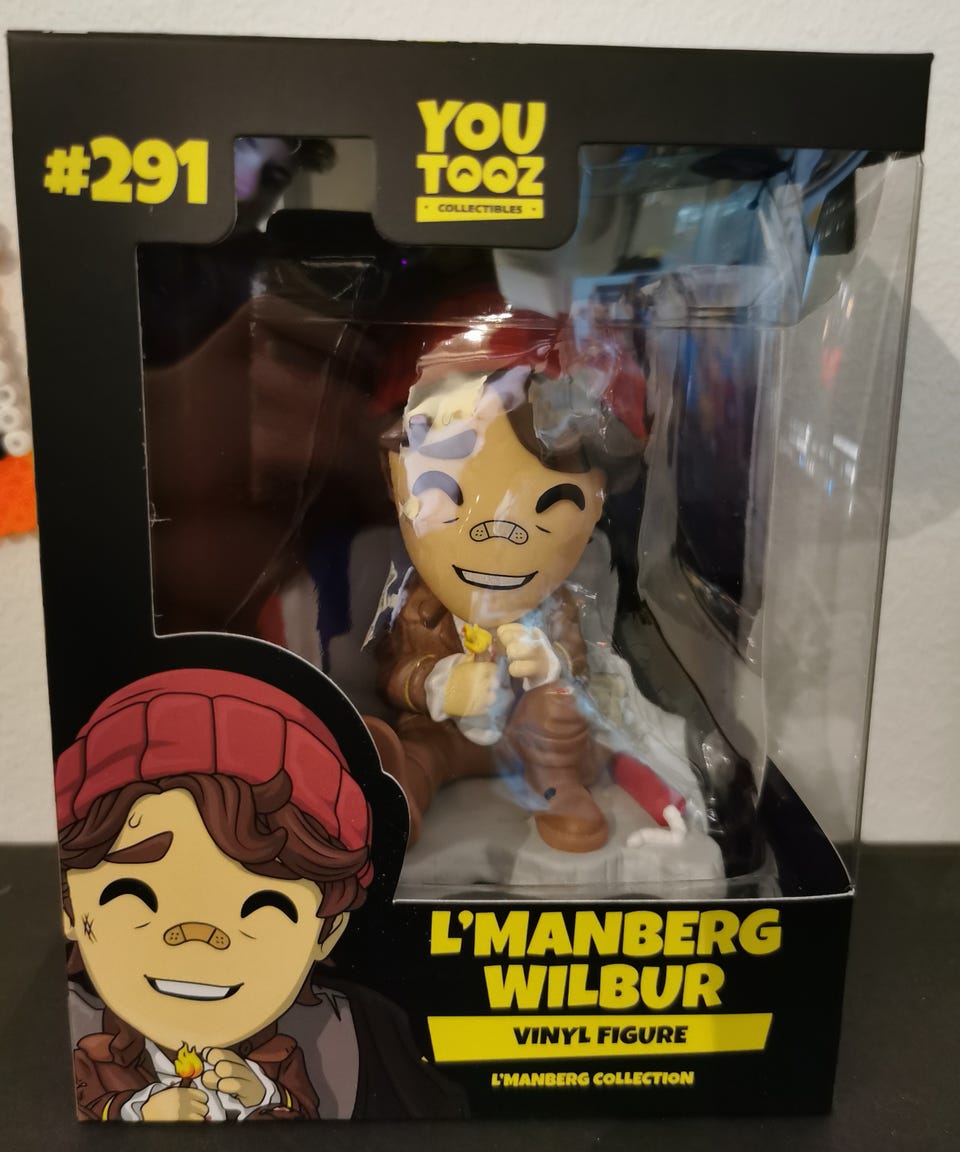 #291
YOU
TOOZ
COLLECTIBLES
L'MANBERG
WILBUR
VINYL FIGURE
L'MANBERG COLLECTION